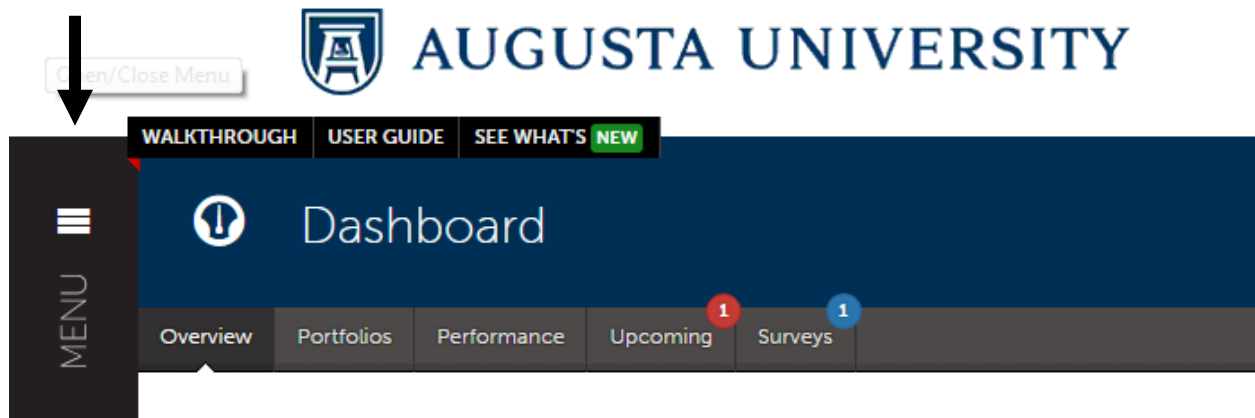 AUGUSTA UNIVERSITY
Open/Close Menu
WALKTHROUGH USER GUIDE SEE WHAT'S NEW
Dashboard
MENU
Overview Portfolios Performance Upcoming 1 Surveys 1